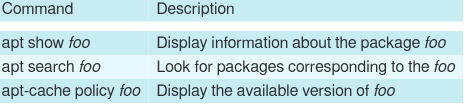 Command Description
apt show foo Display information about the package foo
apt search foo Look for packages corresponding to the foo
apt-cache policy foo Display the available version of foo